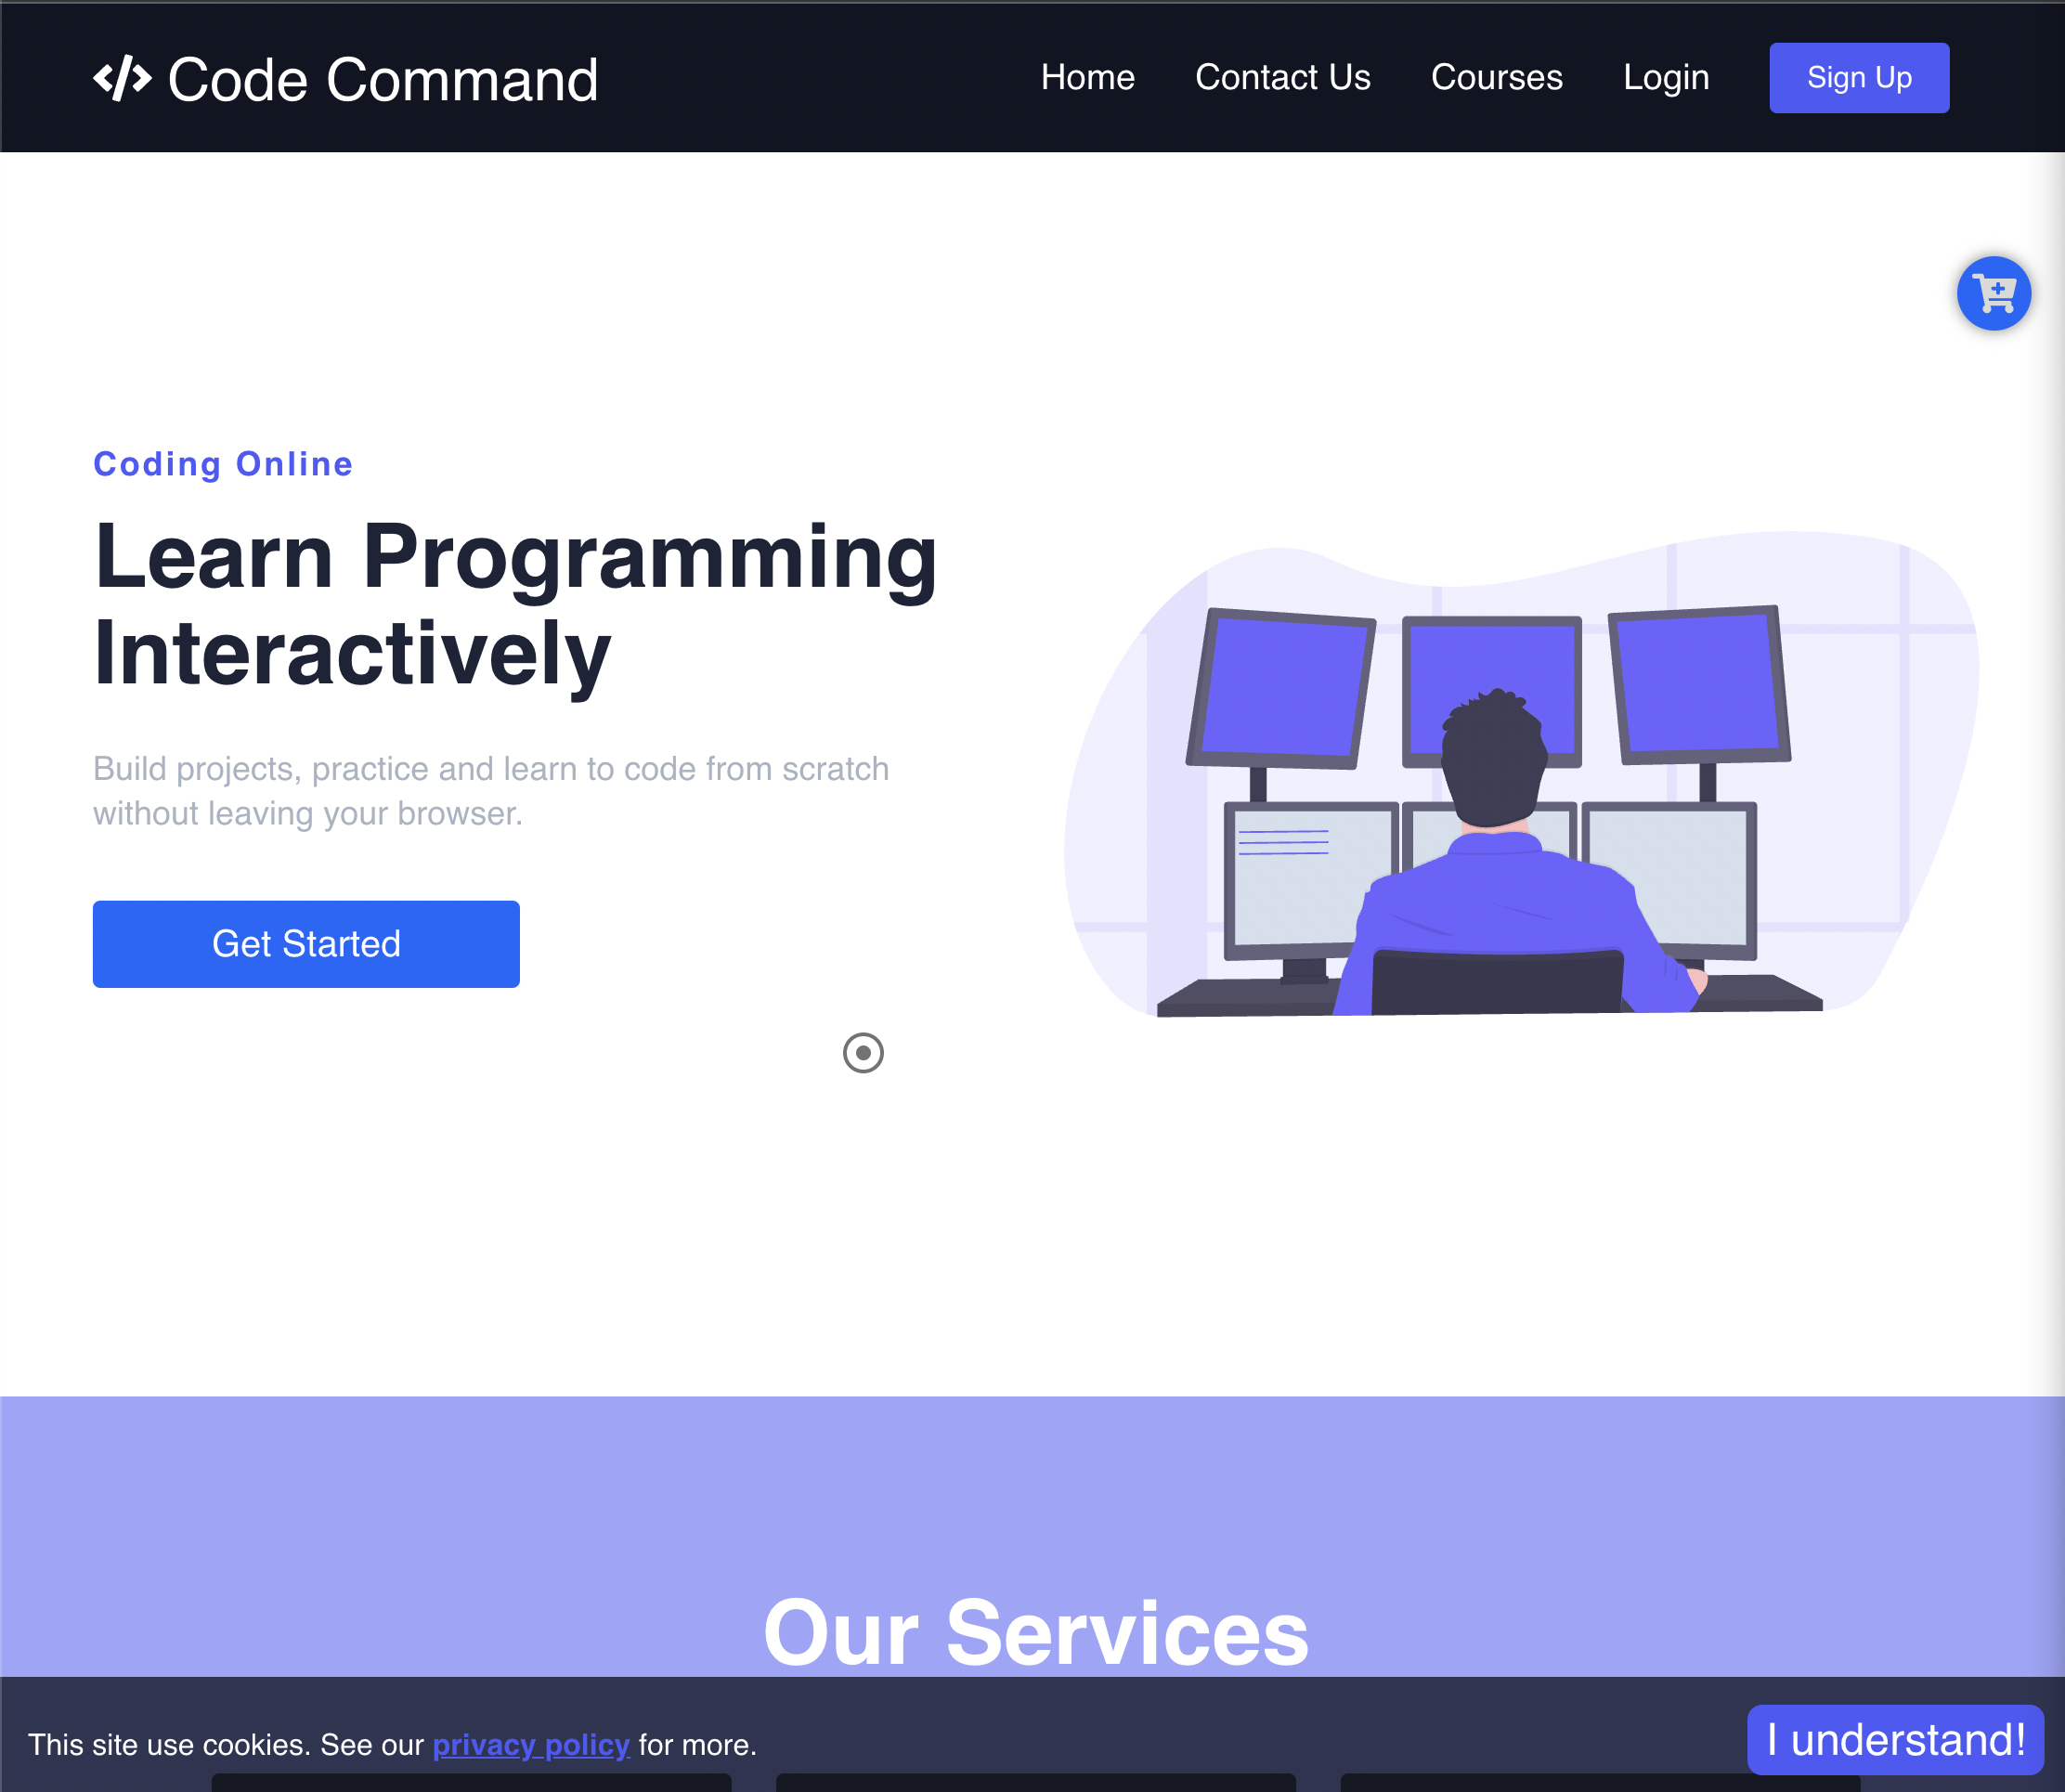 Code Command
Home
Contact Us
Courses
Login
Sign Up
Coding Online
Learn Programming
Interactively
Build projects, practice and learn to code from scratch
without leaving your browser.
Get Started
Our Services
This site use cookies. See our privacy policy for more.
I understand!